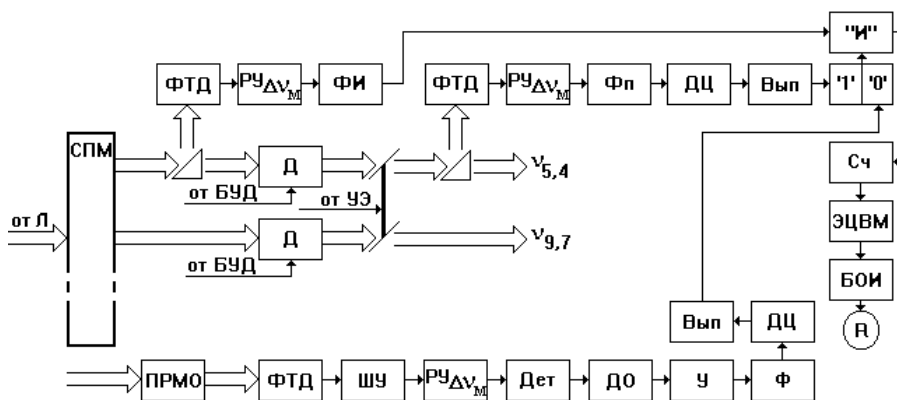 "И"
ФТД РУΔνм ФИ ФТД РУΔνм Фп ДЦ Вып '1' '0'
СПМ
Д ν5,4 Сч
от БУД от УЭ
от Л ЭЦВМ
Д ν9,7
от БУД БОИ
Вып ДЦ R
ПРМО ФТД ШУ РУΔνм Дет ДО У Ф